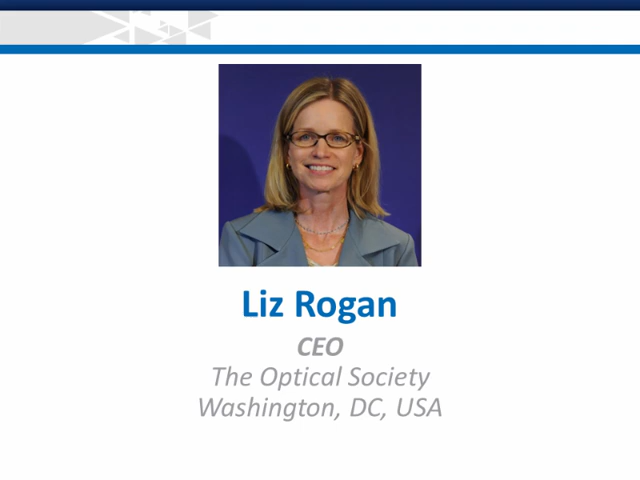 Liz Rogan
CEO
The Optical Society
Washington, DC, USA